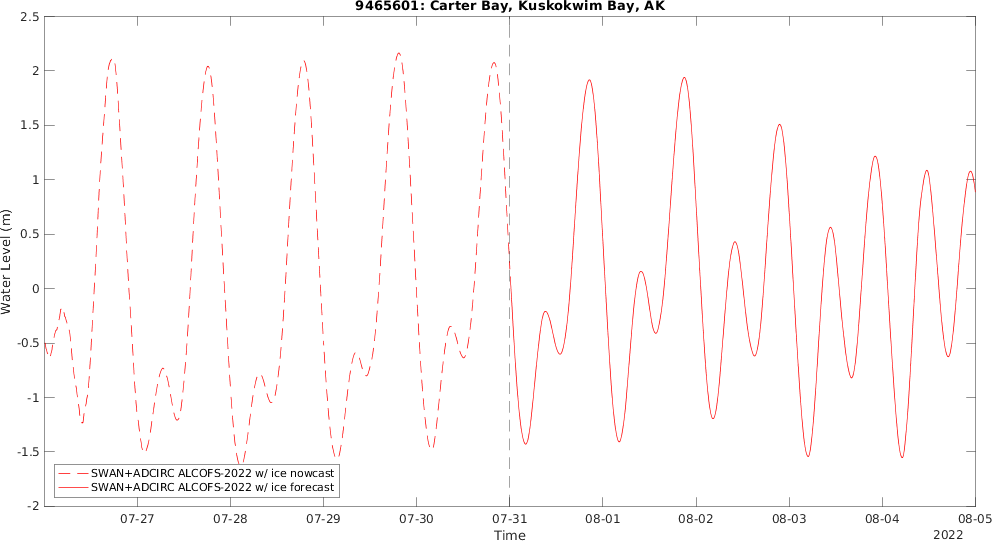 9465601: Carter Bay, Kuskokwim Bay, AK
2.5
2
1.5
1
0.5
0
-0.5
-1
-1.5
-2
Water Level (m)
SWAN+ADCIRC ALCOFS-2022 w/ ice nowcast
SWAN+ADCIRC ALCOFS-2022 w/ ice forecast
07-27 07-28 07-29 07-30 07-31 08-01 08-02 08-03 08-04 08-05
Time
2022